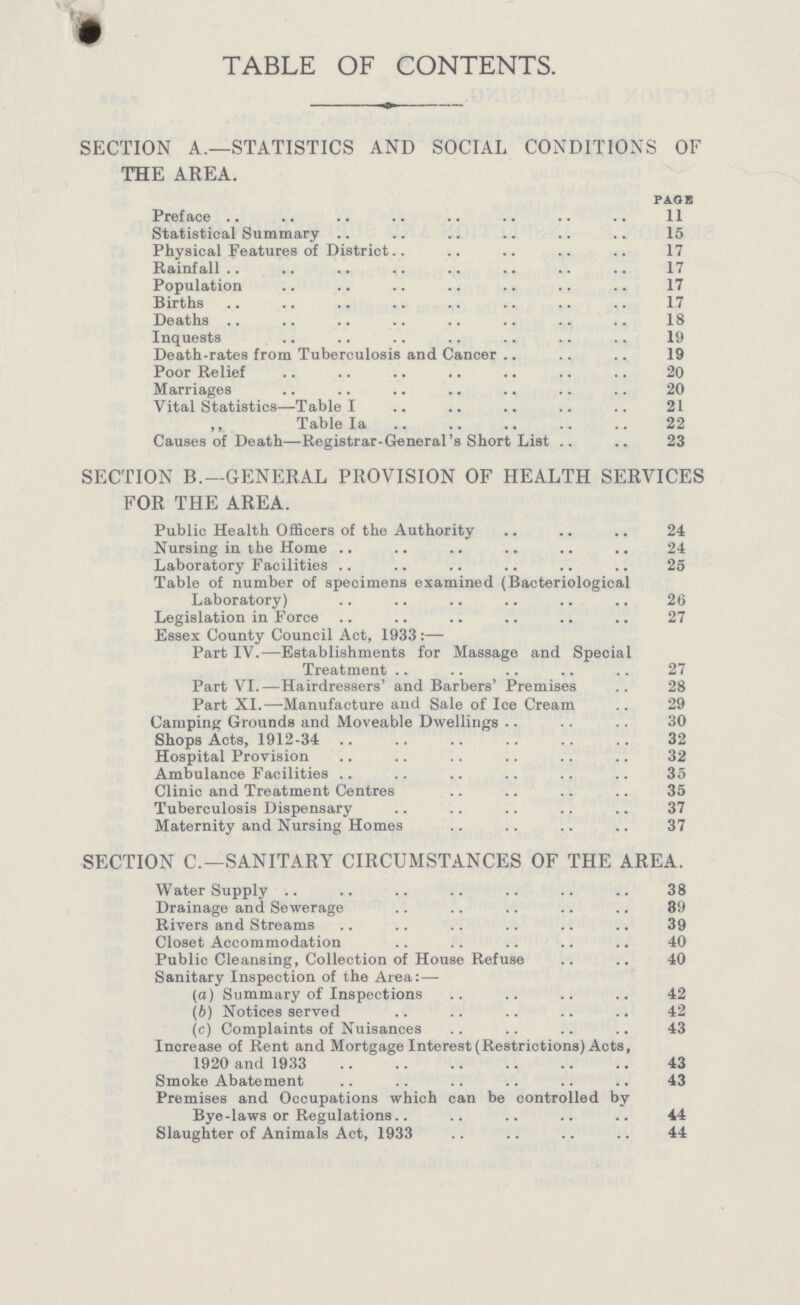 TABLE OF CONTENTS.
SECTION A.—STATISTICS AND SOCIAL CONDITIONS OF
THE AREA.
PAGE
Preface .. .. .. .. .. .. .. .. 11
Statistical Summary .. .. .. .. .. .. 15
Physical Features of District.. .. .. .. .. 17
Rainfall .. .. .. .. .. .. .. .. 17
Population .. .. .. .. .. .. .. 17
Births .. .. .. .. .. .. .. .. 17
Deaths .. .. .. .. .. .. .. .. 18
Inquests .. .. .. .. .. .. .. 19
Death-rates from Tuberculosis and Cancer .. .. .. 19
Poor Relief .. .. .. .. .. .. .. 20
Marriages .. .. .. .. .. .. .. 20
Vital Statistics—Table I .. .. .. .. .. 21
,, Table Ia .. .. .. .. .. 22
Causes of Death—Registrar-General's Short List .. .. 23
SECTION B.—GENERAL PROVISION OF HEALTH SERVICES
FOR THE AREA.
Public Health Officers of the Authority .. .. .. 24
Nursing in the Home .. .. .. .. .. .. 24
Laboratory Facilities .. .. .. .. .. .. 25
Table of number of specimens examined (Bacteriological
Laboratory) .. .. .. .. .. .. 26
Legislation in Force .. .. .. .. .. .. 27
Essex County Council Act, 1933:—
Part IV.—Establishments for Massage and Special
Treatment .. .. .. .. .. 27
Part VI.—Hairdressers' and Barbers' Premises .. 28
Part XI.—Manufacture and Sale of Ice Cream .. 29
Camping Grounds and Moveable Dwellings .. .. .. 30
Shops Acts, 1912-34 .. .. .. .. .. .. 32
Hospital Provision .. .. .. .. .. .. 32
Ambulance Facilities .. .. .. .. .. .. 35
Clinic and Treatment Centres .. .. .. .. 35
Tuberculosis Dispensary .. .. .. .. .. 37
Maternity and Nursing Homes .. .. .. .. 37
SECTION C.—SANITARY CIRCUMSTANCES OF THE AREA.
Water Supply .. .. .. .. .. .. .. 38
Drainage and Sewerage .. .. .. .. .. 39
Rivers and Streams .. .. .. .. .. .. 39
Closet Accommodation .. .. .. .. .. 40
Public Cleansing, Collection of House Refuse .. .. 40
Sanitary Inspection of the Area:—
(a) Summary of Inspections .. .. .. .. 42
(b) Notices served .. .. .. .. .. 42
(c) Complaints of Nuisances .. .. .. .. 43
Increase of Rent and Mortgage Interest (Restrictions) Acts,
1920 and 1933 .. .. .. .. .. .. 43
Smoke Abatement .. .. .. .. .. .. 43
Premises and Occupations which can be controlled by
Bye-laws or Regulations.. .. .. .. .. 44
Slaughter of Animals Act, 1933 .. .. .. .. 44